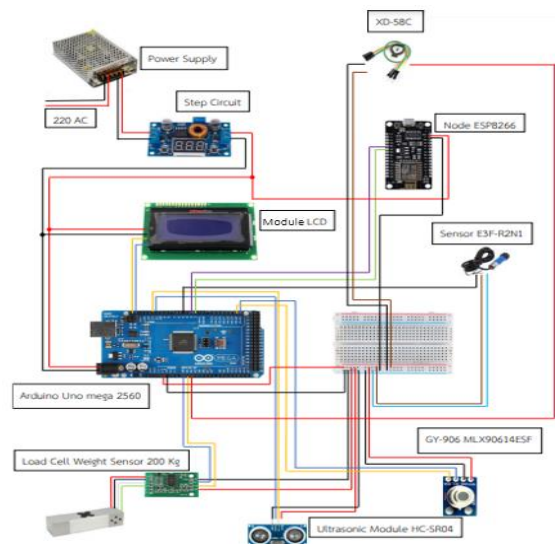 XD-58C
Power Supply
Step Circuit
220 AC
Node ESP8266
Module LCD
Sensor E3F-R2N1
Arduino Uno mega 2560
GY-906 MLX90614ESF
Load Cell Weight Sensor 200 Kg
Ultrasonic Module HC-SR04